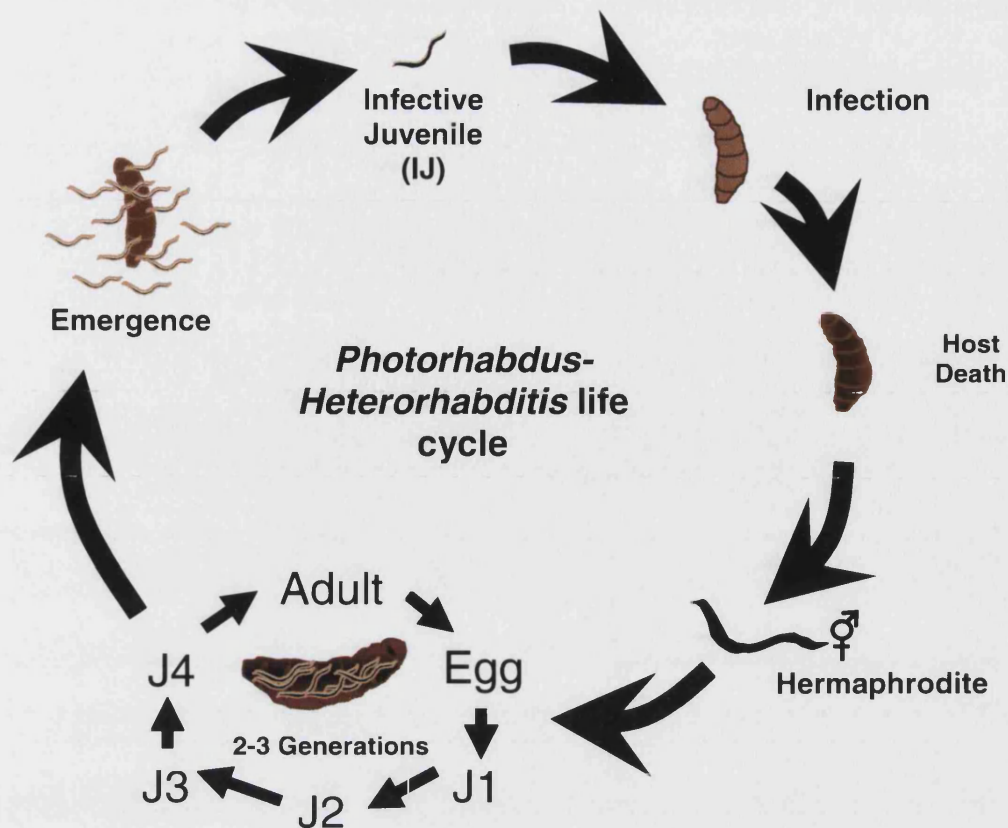 Infective
Juvenile
(IJ)
Infection
Emergence
Host
Death
Photorhabdus-
Heterorhabditis life
cycle
Adult
J4
Egg
Hermaphrodite
2-3 Generations
J3
J1
J2